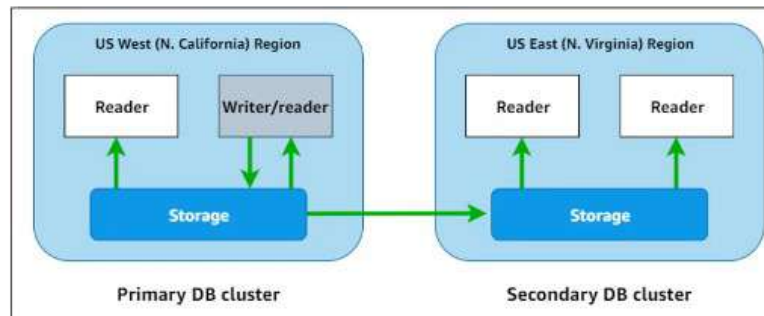 US West (N. California) Region
US East (N. Virginia) Region
Reader
Writer/reader
Reader
Reader
Storage
Storage
Primary DB cluster
Secondary DB cluster